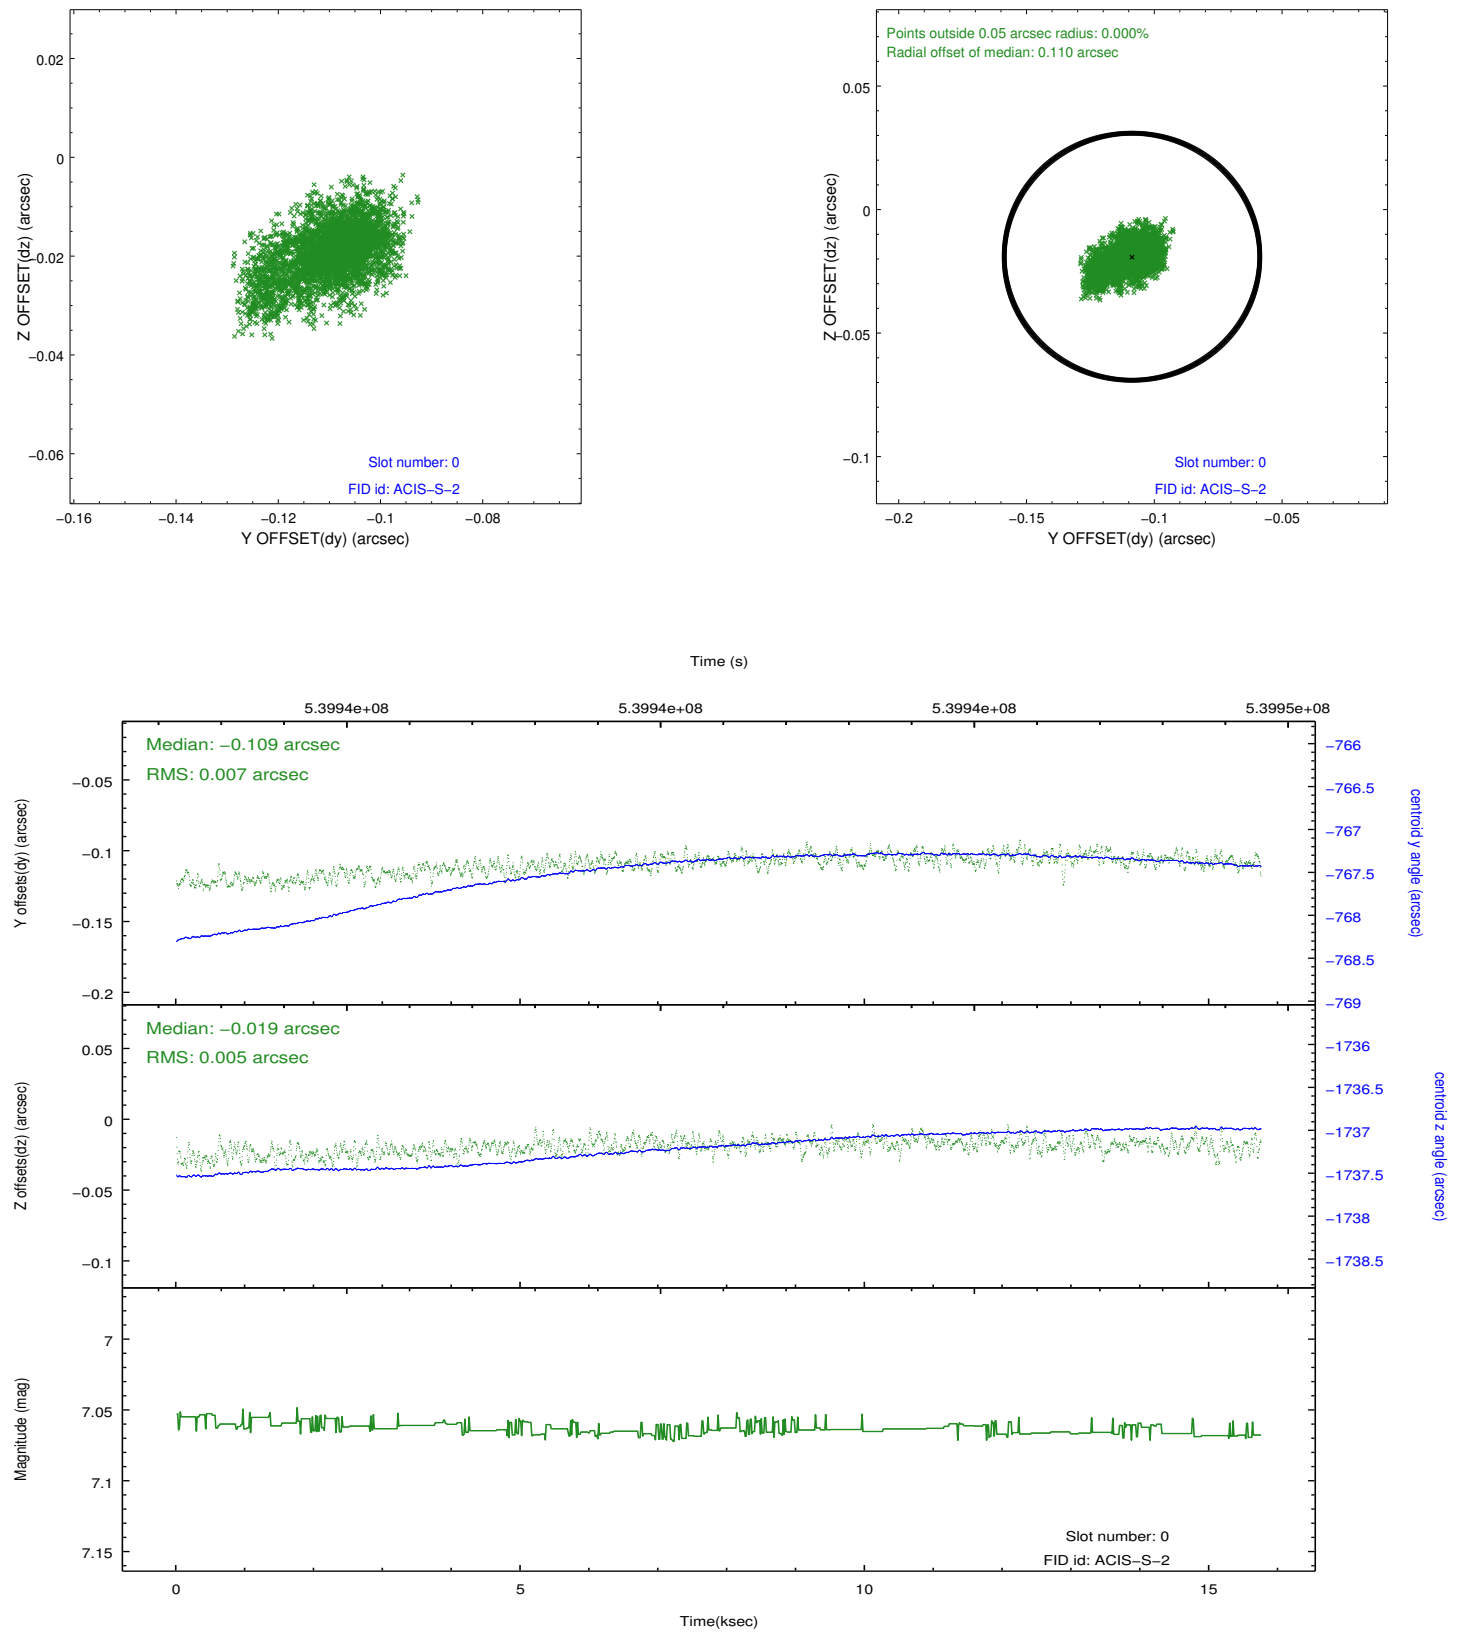 0.02
0
−0.02
−0.04
−0.06
Z OFFSET(dz) (arcsec)
Slot number: 0
FID id: ACIS−S−2
−0.16 −0.14 −0.12 −0.1 −0.08
Y OFFSET(dy) (arcsec)
Points outside 0.05 arcsec radius: 0.000%
Radial offset of median: 0.110 arcsec
0.05
0
−0.05
−0.1
Z OFFSET(dz) (arcsec)
Slot number: 0
FID id: ACIS−S−2
−0.2 −0.15 −0.1 −0.05
Y OFFSET(dy) (arcsec)
Time (s)
5.3994e+08 5.3994e+08 5.3994e+08 5.3995e+08
Median: −0.109 arcsec
RMS: 0.007 arcsec
−0.05
−0.1
−0.15
−0.2
Y offsets(dy) (arcsec)
−766
−766.5
−767
−767.5
−768
−768.5
−769
centroid y angle (arcsec)
Median: −0.019 arcsec
RMS: 0.005 arcsec
0.05
0
−0.05
−0.1
Z offsets(dz) (arcsec)
−1736
−1736.5
−1737
−1737.5
−1738
−1738.5
centroid z angle (arcsec)
7
7.05
7.1
7.15
Magnitude (mag)
Slot number: 0
FID id: ACIS−S−2
0 5 10 15
Time(ksec)